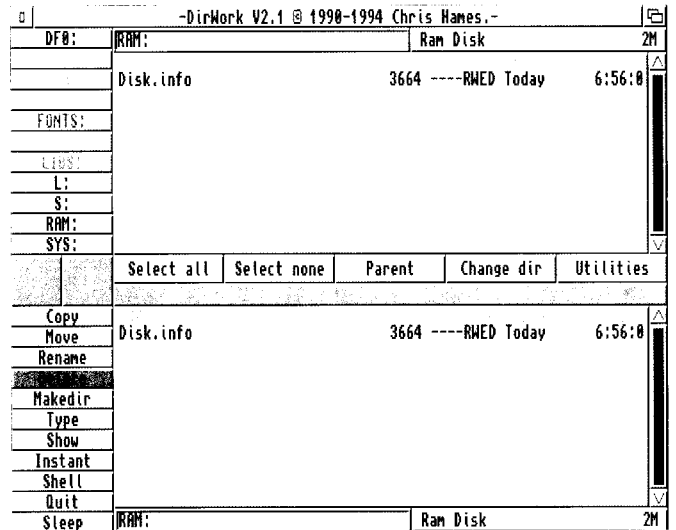 -DirWork V2.1 © 1990-1994 Chris Hames.-
DF0: RAM: Ram Disk 2M
Disk.info 3664 ----RWED Today 6:56:0
FONTS:
LIBS:
L:
S:
RAM:
SYS:
Select all Select none Parent Change dir Utilities
Copy
Disk.info 3664 ----RWED Today 6:56:0
Move
Rename
Makedir
Type
Show
Instant
Shell
Quit
Sleep RAM: Ram Disk 2M